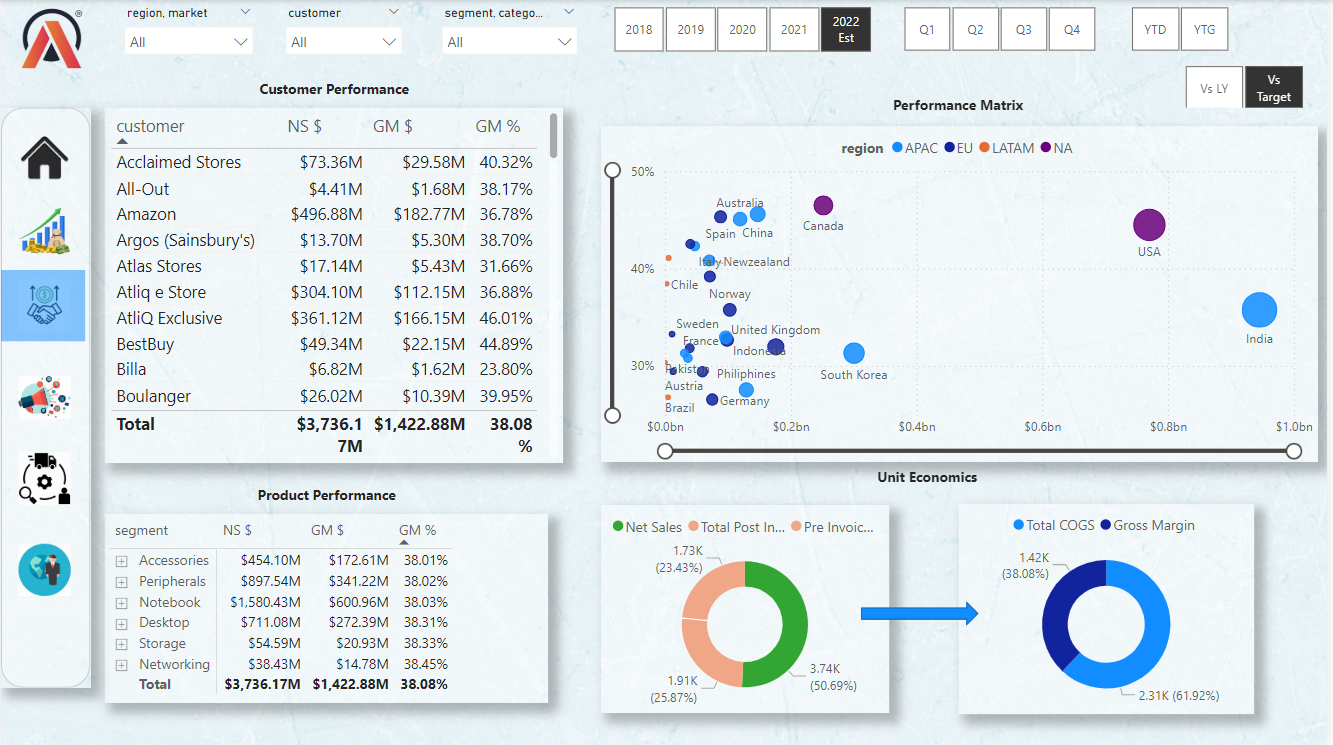 region, market
customer
segment, catego...
All
All
All
2018
2019
2020
2021
2022
Est
Q1
Q2
Q3
Q4
YTD
YTG
Vs LY
Vs
Target
®
Customer Performance
customer NS $ GM $ GM %
Acclaimed Stores $73.36M $29.58M 40.32%
All-Out $4.41M $1.68M 38.17%
Amazon $496.88M $182.77M 36.78%
Argos (Sainsbury's) $13.70M $5.30M 38.70%
Atlas Stores $17.14M $5.43M 31.66%
Atliq e Store $304.10M $112.15M 36.88%
AtliQ Exclusive $361.12M $166.15M 46.01%
BestBuy $49.34M $22.15M 44.89%
Billa $6.82M $1.62M 23.80%
Boulanger $26.02M $10.39M 39.95%
Total $3,736.1 $1,422.88M 38.08
7M %
Performance Matrix
region APAC EU LATAM NA
50%
40%
30%
Australia
Spain
China
Canada
USA
Italy
Newzealand
Chile
Norway
Sweden
United Kingdom
France
Indonesia
India
South Korea
Pakistan
Philiphines
Austria
Brazil
Germany
$0.0bn $0.2bn $0.4bn $0.6bn $0.8bn $1.0bn
Product Performance
segment NS $ GM $ GM %
Accessories $454.10M $172.61M 38.01%
Peripherals $897.54M $341.22M 38.02%
Notebook $1,580.43M $600.96M 38.03%
Desktop $711.08M $272.39M 38.31%
Storage $54.59M $20.93M 38.33%
Networking $38.43M $14.78M 38.45%
Total $3,736.17M $1,422.88M 38.08%
Unit Economics
Net Sales Total Post In... Pre Invoic...
1.73K
(23.43%)
1.91K
(25.87%)
3.74K
(50.69%)
Total COGS Gross Margin
1.42K
(38.08%)
2.31K (61.92%)